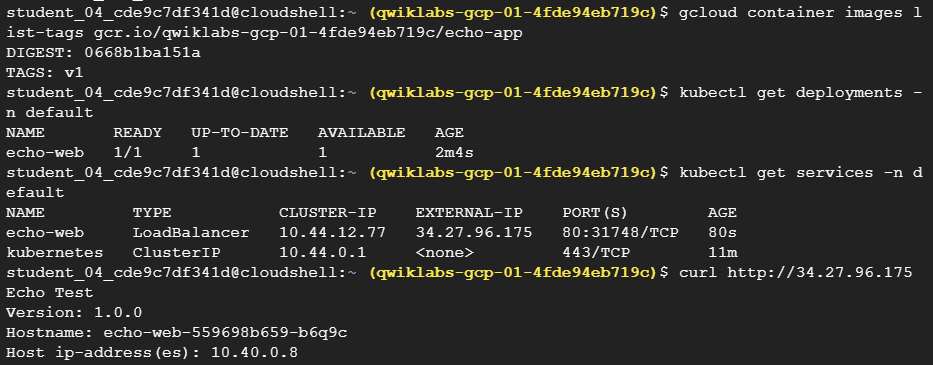 student_04_cde9c7df341d@cloudshell:~ (qwiklabs-gcp-01-4fde94eb719c)$ gcloud container images l
ist-tags gcr.io/qwiklabs-gcp-01-4fde94eb719c/echo-app
DIGEST: 0668b1ba151a
TAGS: v1
student_04_cde9c7df341d@cloudshell:~ (qwiklabs-gcp-01-4fde94eb719c)$ kubectl get deployments -
n default
NAME READY UP-TO-DATE AVAILABLE AGE
echo-web 1/1 1 1 2m4s
student_04_cde9c7df341d@cloudshell:~ (qwiklabs-gcp-01-4fde94eb719c)$ kubectl get services -n d
efault
NAME TYPE CLUSTER-IP EXTERNAL-IP PORT(S) AGE
echo-web LoadBalancer 10.44.12.77 34.27.96.175 80:31748/TCP 80s
kubernetes ClusterIP 10.44.0.1 <none> 443/TCP 11m
student_04_cde9c7df341d@cloudshell:~ (qwiklabs-gcp-01-4fde94eb719c)$ curl http://34.27.96.175
Echo Test
Version: 1.0.0
Hostname: echo-web-559698b659-b6q9c
Host ip-address(es): 10.40.0.8